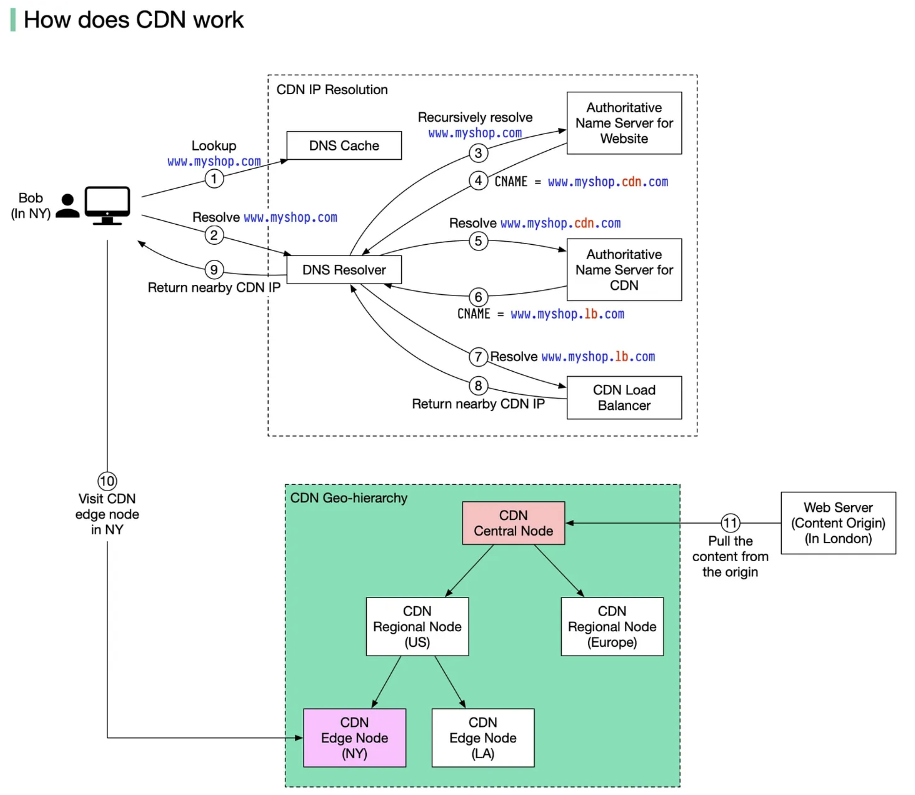 How does CDN work
CDN IP Resolution
Lookup
www.myshop.com
1
DNS Cache
Recursively resolve
www.myshop.com
3
Authoritative
Name Server for
Website
4
CNAME = www.myshop.cdn.com
Bob
(In NY)
Resolve www.myshop.com
2
Resolve www.myshop.cdn.com
5
DNS Resolver
Authoritative
Name Server for
CDN
9
Return nearby CDN IP
6
CNAME = www.myshop.lb.com
7
Resolve www.myshop.lb.com
8
Return nearby CDN IP
CDN Load
Balancer
10
Visit CDN
edge node
in NY
CDN Geo-hierarchy
CDN
Central Node
11
Pull the
content from
the origin
Web Server
(Content Origin)
(In London)
CDN
Regional Node
(US)
CDN
Regional Node
(Europe)
CDN
Edge Node
(NY)
CDN
Edge Node
(LA)